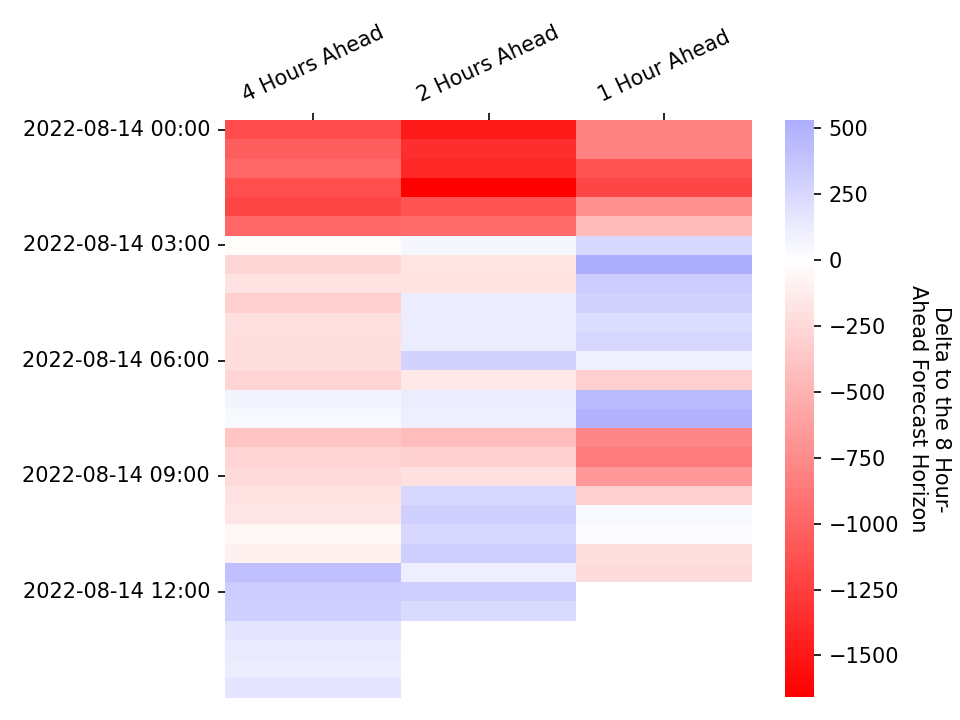 4 Hours Ahead
2 Hours Ahead
1 Hour Ahead
2022-08-14 00:00
2022-08-14 03:00
2022-08-14 06:00
2022-08-14 09:00
2022-08-14 12:00
500
250
0
−250
−500
−750
−1000
−1250
−1500
Delta to the 8 Hour-
Ahead Forecast Horizon